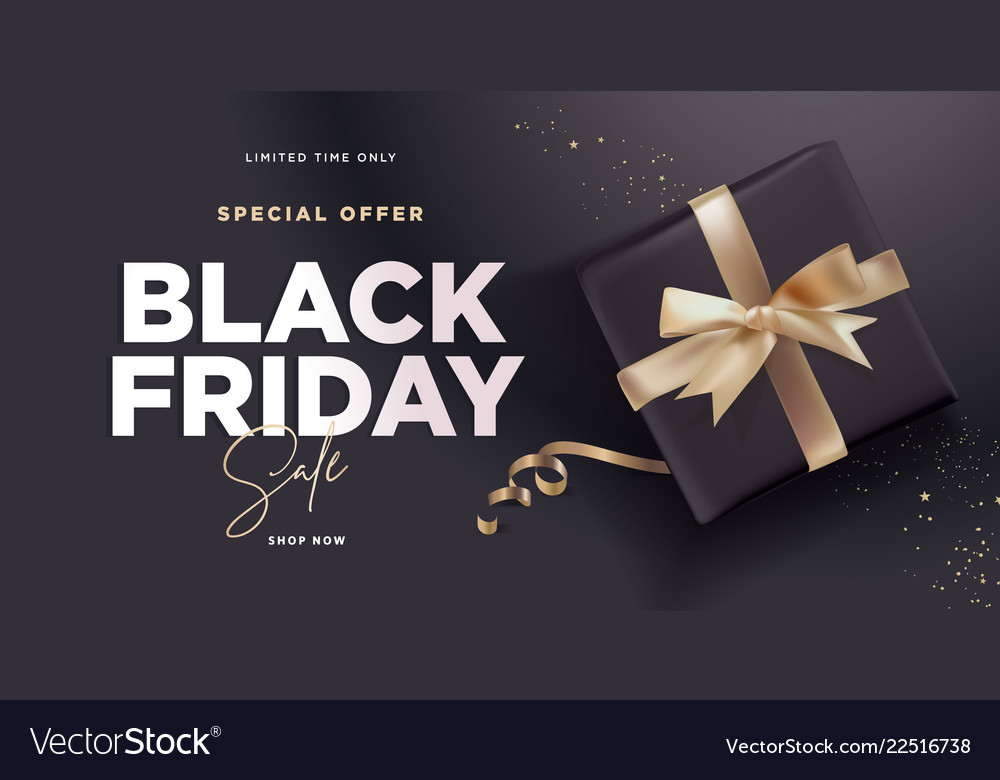 LIMITED TIME ONLY
SPECIAL OFFER
BLACK
FRIDAY
Sale
SHOP NOW
VectorStock®
VectorStock.com/22516738